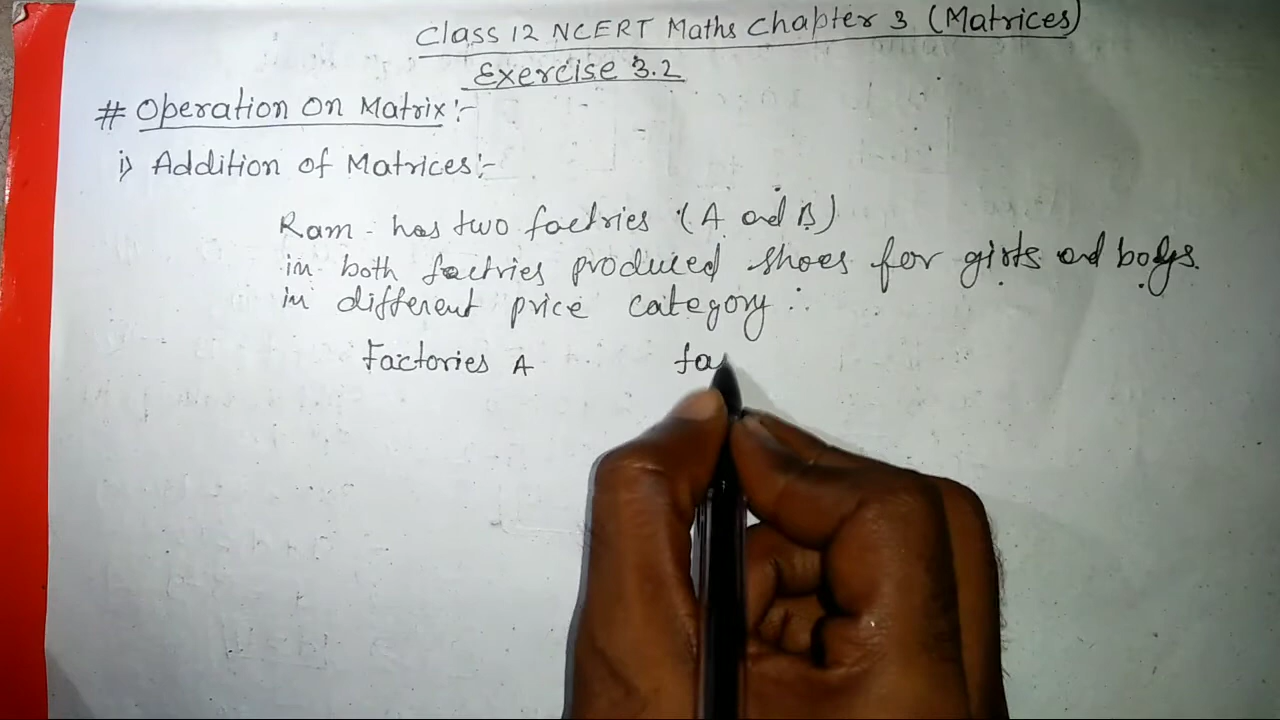 Class 12 NCERT Maths Chapter 3 (Matrices)
Exercise 3.2
# Operation on Matrix:-
i) Addition of Matrices:-
Ram - has two factries (A and B)
in both factries produced shoes for girls and boys.
in different price category :
Factories A fa